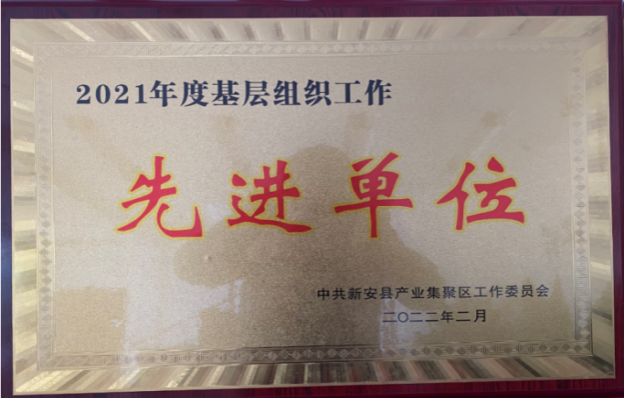 2021年度基层组织工作
先进单位
中共新安县产业集聚区工作委员会
二〇二二年二月